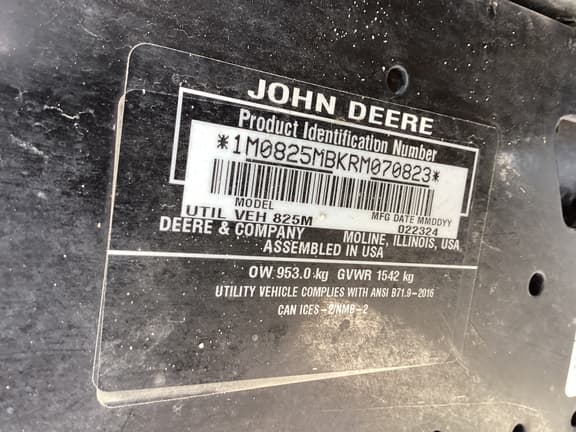 JOHN DEERE
Product Identification Number
*1M0825MBKRM070823*
MODEL MFG DATE MMDDYY
UTIL VEH 825M 022324
DEERE & COMPANY MOLINE, ILLINOIS, USA
ASSEMBLED IN USA
OW 953.0 kg GVWR 1542 kg
UTILITY VEHICLE COMPLIES WITH ANSI B71.9-2016
CAN ICES-2/NMB-2